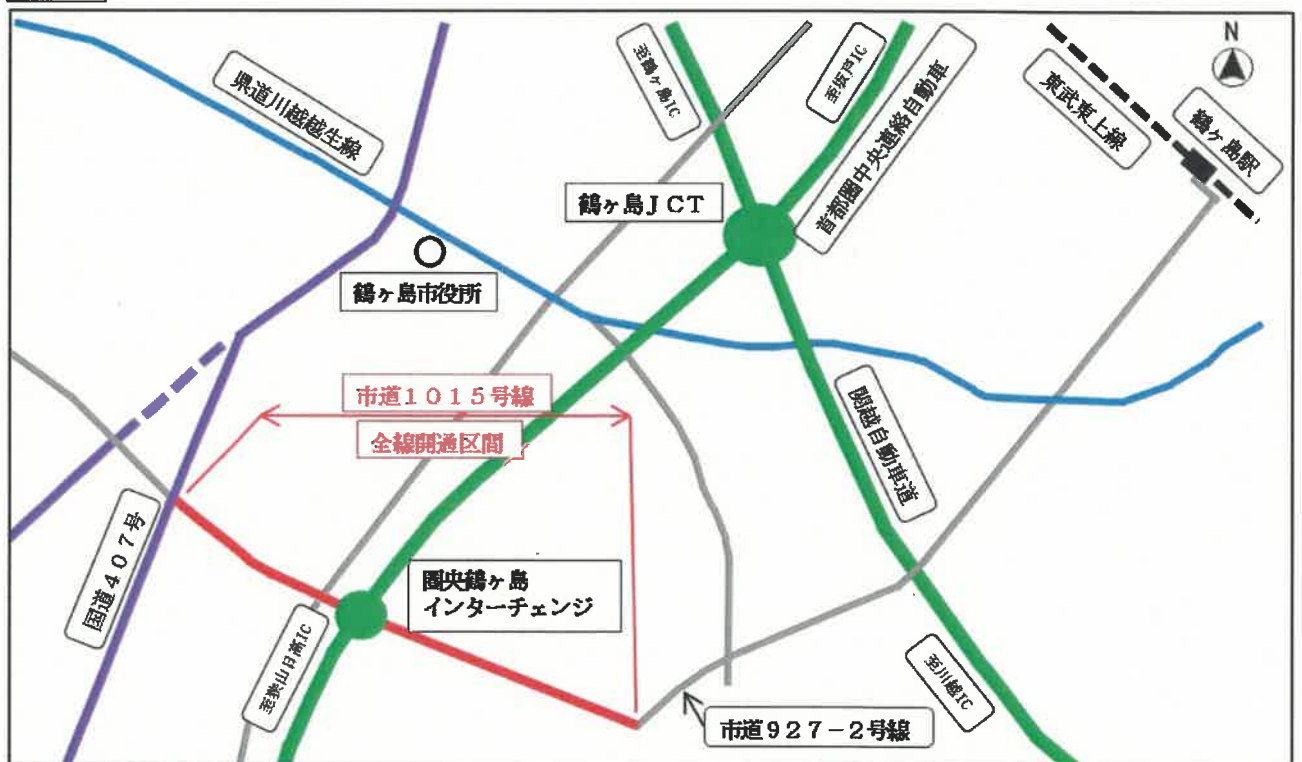 N
至鶴ヶ島IC
至坂戸IC
首都圏中央連絡自動車
東武東上線
鶴ヶ島駅
県道川越越生線
鶴ヶ島JCT
鶴ヶ島市役所
市道1015号線
全線開通区間
関越自動車道
国道407号
圏央鶴ヶ島
インターチェンジ
至狭山日高IC
至川越IC
市道927-2号線